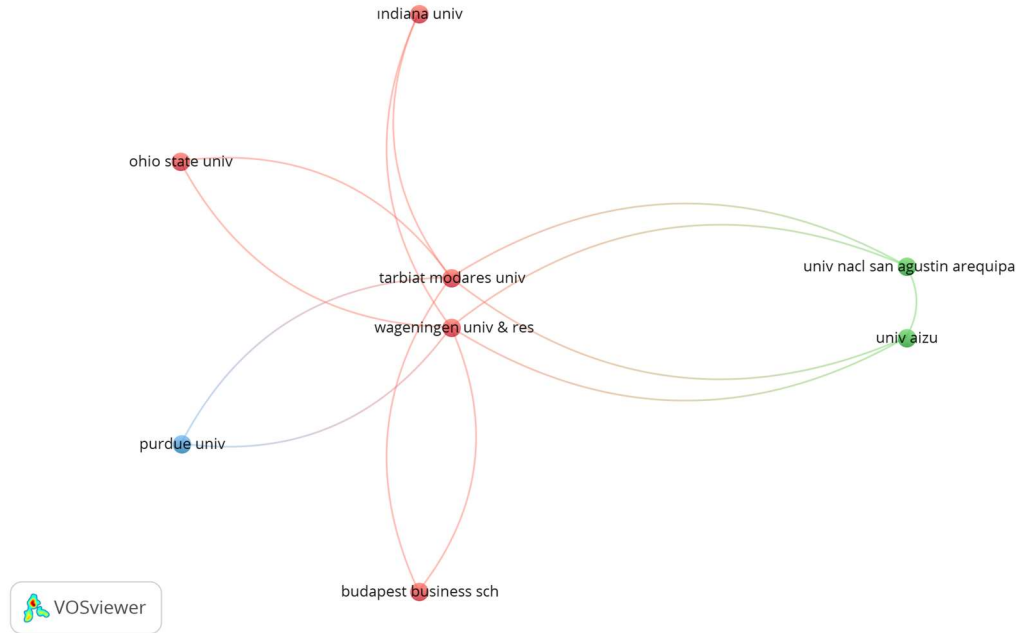 ındiana univ
ohio state univ
tarbiat modares univ
univ nacl san agustin arequipa
wageningen univ & res
univ aizu
purdue univ
budapest business sch
VOSviewer